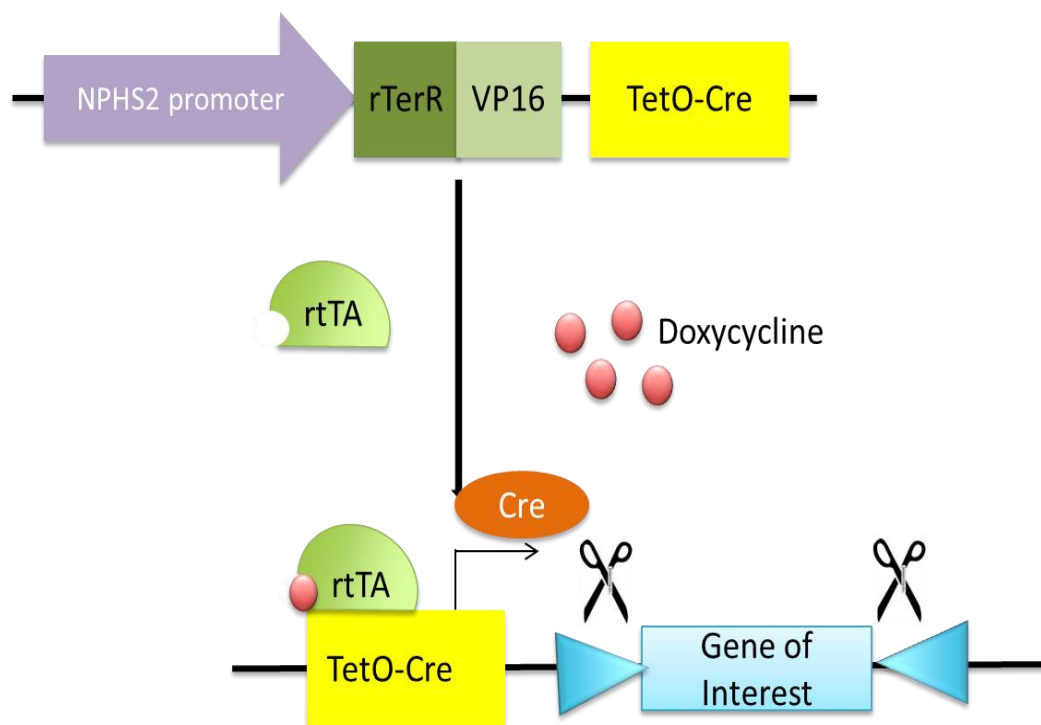 NPHS2 promoter
rTerR
VP16
TetO-Cre
rtTA
Doxycycline
Cre
rtTA
TetO-Cre
Gene of
Interest